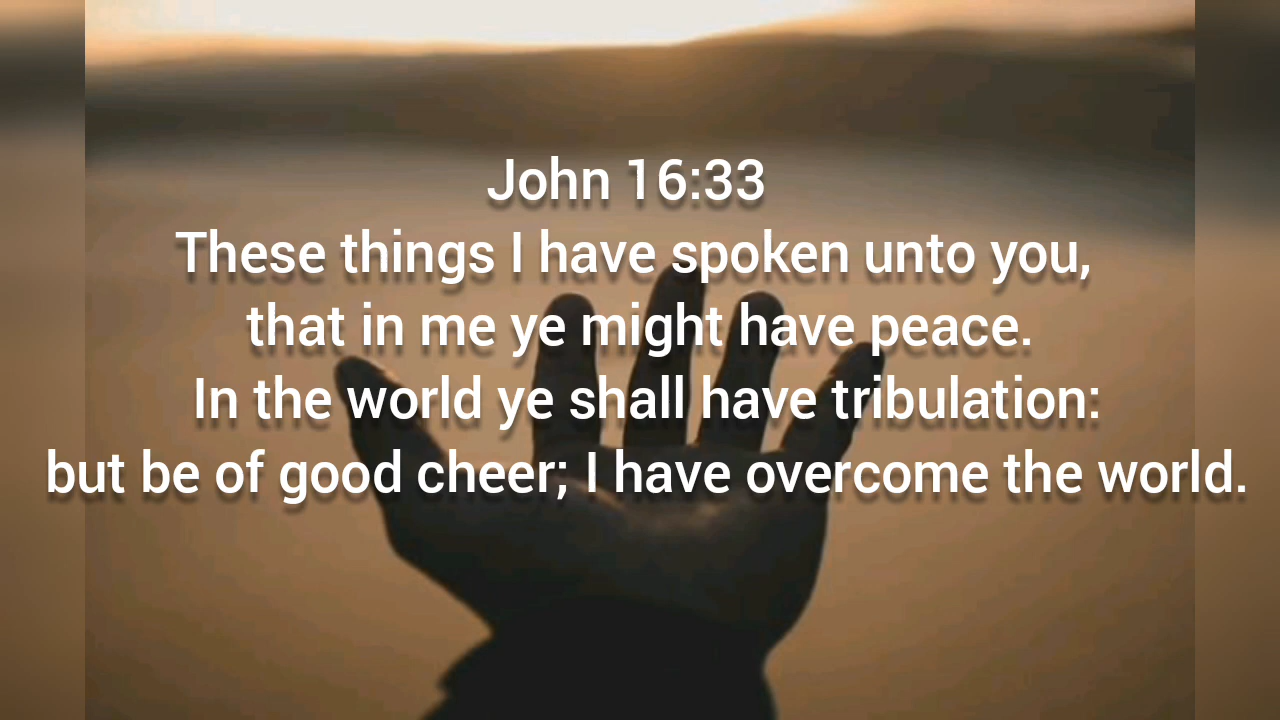 John 16:33
These things I have spoken unto you,
that in me ye might have peace.
In the world ye shall have tribulation:
but be of good cheer; I have overcome the world.